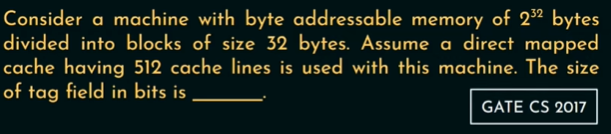 Consider a machine with byte addressable memory of 2³² bytes
divided into blocks of size 32 bytes. Assume a direct mapped
cache having 512 cache lines is used with this machine. The size
of tag field in bits is ________.
GATE CS 2017